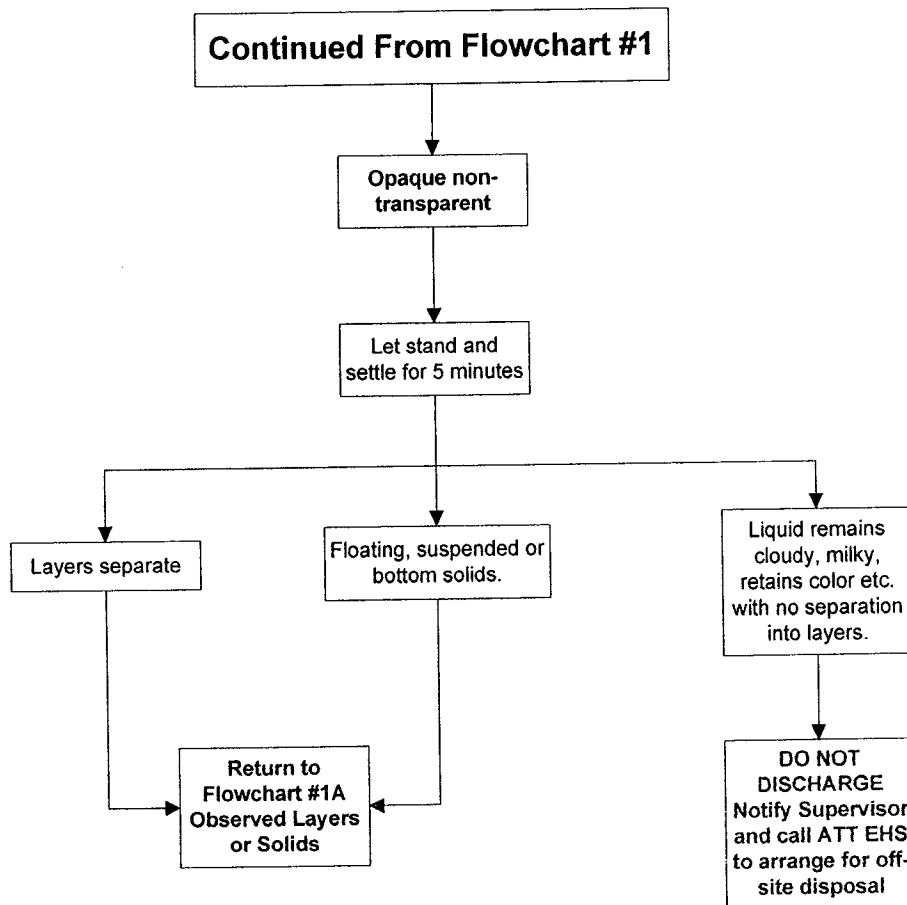 Continued From Flowchart #1
Opaque non-
transparent
Let stand and
settle for 5 minutes
Layers separate
Floating, suspended or
bottom solids.
Liquid remains
cloudy, milky,
retains color etc.
with no separation
into layers.
Return to
Flowchart #1A
Observed Layers
or Solids
DO NOT
DISCHARGE
Notify Supervisor
and call ATT EHS
to arrange for off-
site disposal